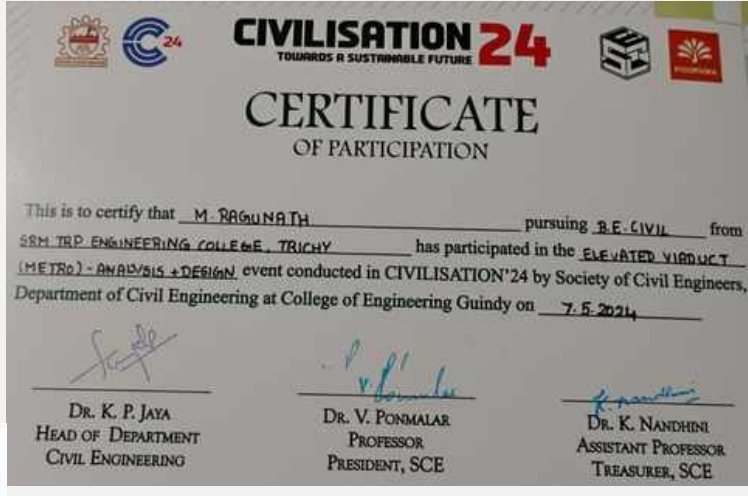 24
CIVILISATION 24
TOWARDS A SUSTAINABLE FUTURE
CERTIFICATE
OF PARTICIPATION
This is to certify that M. RAGUNATH pursuing B.E. CIVIL from
SRM TRP ENGINEERING COLLEGE, TRICHY has participated in the ELEVATED VIADUCT
(METRO) - ANALYSIS + DESIGN event conducted in CIVILISATION'24 by Society of Civil Engineers,
Department of Civil Engineering at College of Engineering Guindy on 7.5.2024
V. Ponmalar
K. Nandhini
DR. K. P. JAYA
HEAD OF DEPARTMENT
CIVIL ENGINEERING
DR. V. PONMALAR
PROFESSOR
PRESIDENT, SCE
DR. K. NANDHINI
ASSISTANT PROFESSOR
TREASURER, SCE